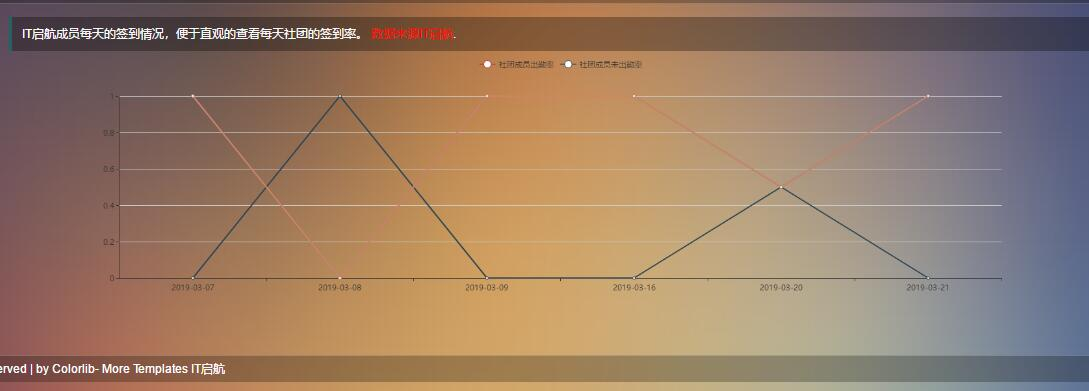 IT启航成员每天的签到情况，便于直观的查看每天社团的签到率。 数据来源IT启航.
社团成员出勤率 社团成员未出勤率
1
0.8
0.6
0.4
0.2
0
2019-03-07 2019-03-08 2019-03-09 2019-03-16 2019-03-20 2019-03-21
erved | by Colorlib- More Templates IT启航